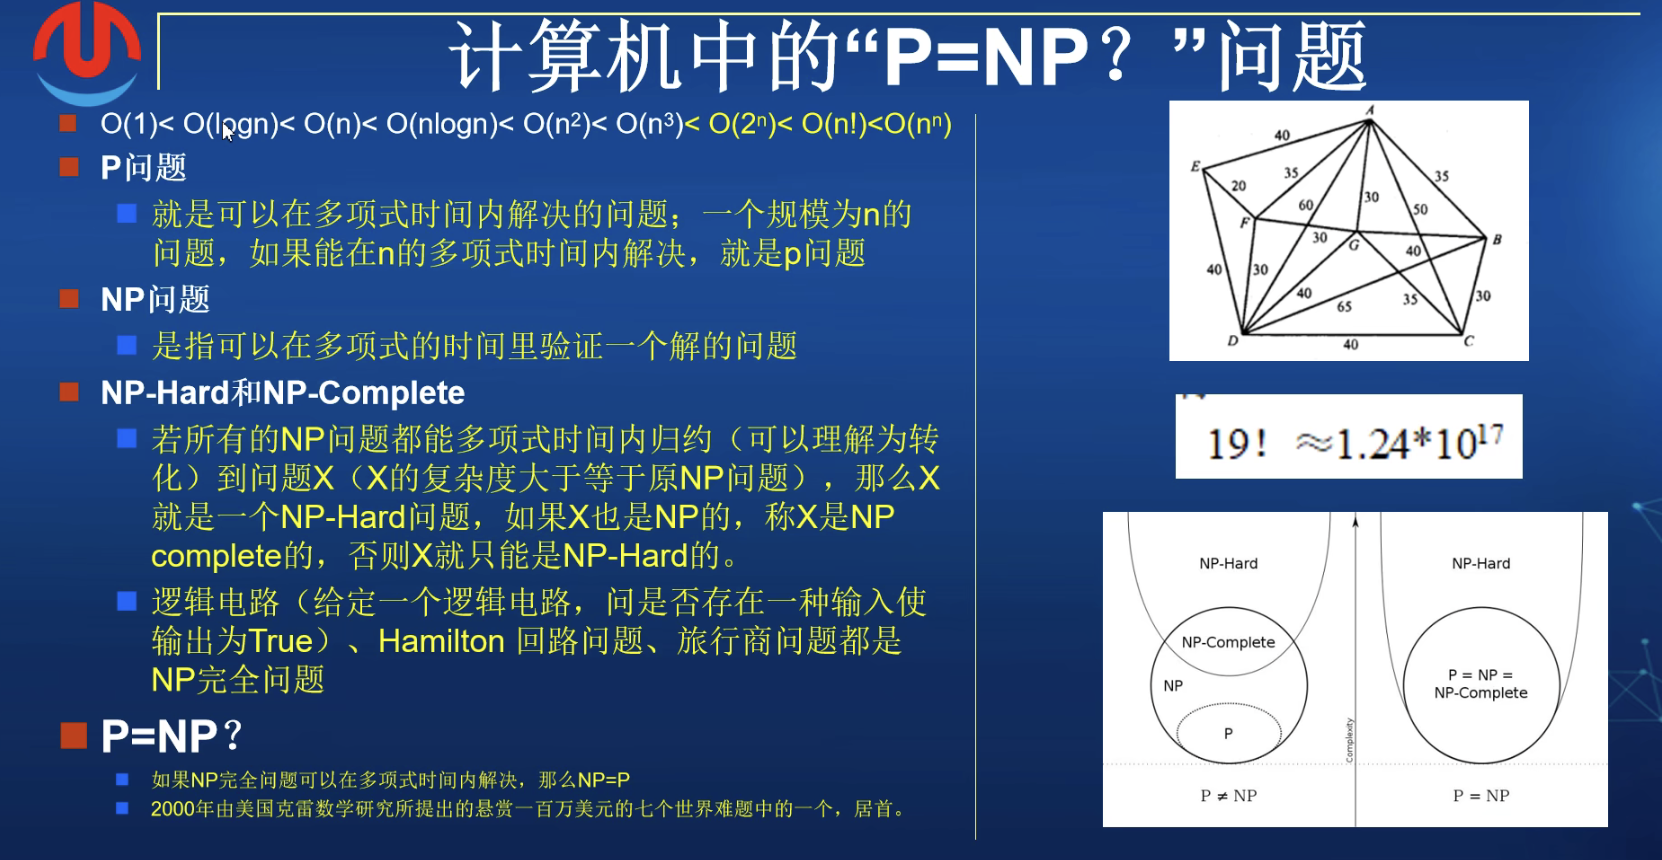 计算机中的“P=NP？”问题
O(1)< O(logn)< O(n)< O(nlogn)< O(n²)< O(n³)< O(2ⁿ)< O(n!)<O(nⁿ)
P问题
就是可以在多项式时间内解决的问题；一个规模为n的
问题，如果能在n的多项式时间内解决，就是p问题
NP问题
是指可以在多项式的时间里验证一个解的问题
NP-Hard和NP-Complete
若所有的NP问题都能多项式时间内归约（可以理解为转
化）到问题X（X的复杂度大于等于原NP问题），那么X
就是一个NP-Hard问题，如果X也是NP的，称X是NP
complete的，否则X就只能是NP-Hard的。
逻辑电路（给定一个逻辑电路，问是否存在一种输入使
输出为True）、Hamilton 回路问题、旅行商问题都是
NP完全问题
P=NP？
如果NP完全问题可以在多项式时间内解决，那么NP=P
2000年由美国克雷数学研究所提出的悬赏一百万美元的七个世界难题中的一个，居首。
A
40
E
35
35
20
30
60
50
F
30
G
40
B
40
30
40
35
30
65
D
C
40
19! ≈1.24*10¹⁷
NP-Hard
NP-Hard
NP-Complete
P = NP =
NP-Complete
NP
P
Complexity
P ≠ NP
P = NP